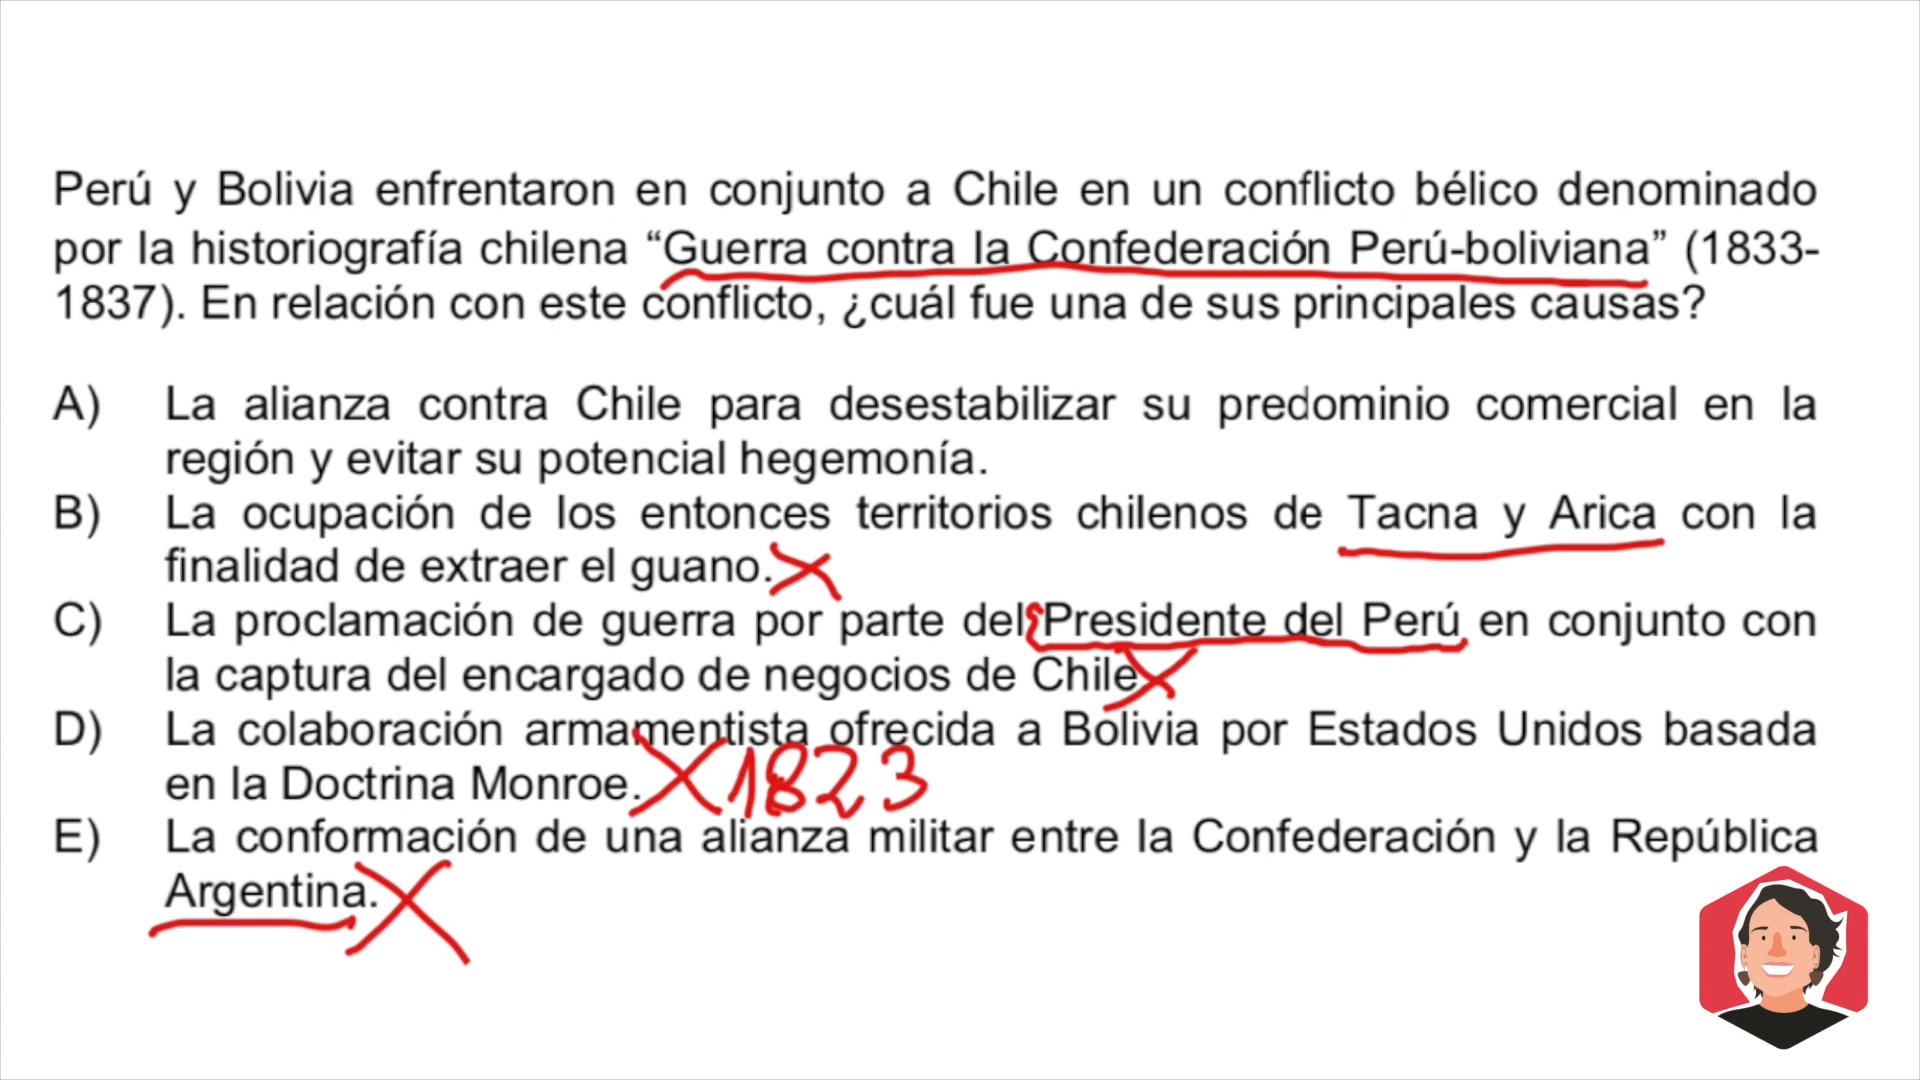 Perú y Bolivia enfrentaron en conjunto a Chile en un conflicto bélico denominado
por la historiografía chilena “Guerra contra la Confederación Perú-boliviana” (1833-
1837). En relación con este conflicto, ¿cuál fue una de sus principales causas?
A) La alianza contra Chile para desestabilizar su predominio comercial en la
región y evitar su potencial hegemonía.
B) La ocupación de los entonces territorios chilenos de Tacna y Arica con la
finalidad de extraer el guano.
C) La proclamación de guerra por parte del Presidente del Perú en conjunto con
la captura del encargado de negocios de Chile
D) La colaboración armamentista ofrecida a Bolivia por Estados Unidos basada
en la Doctrina Monroe. 1823
E) La conformación de una alianza militar entre la Confederación y la República
Argentina.